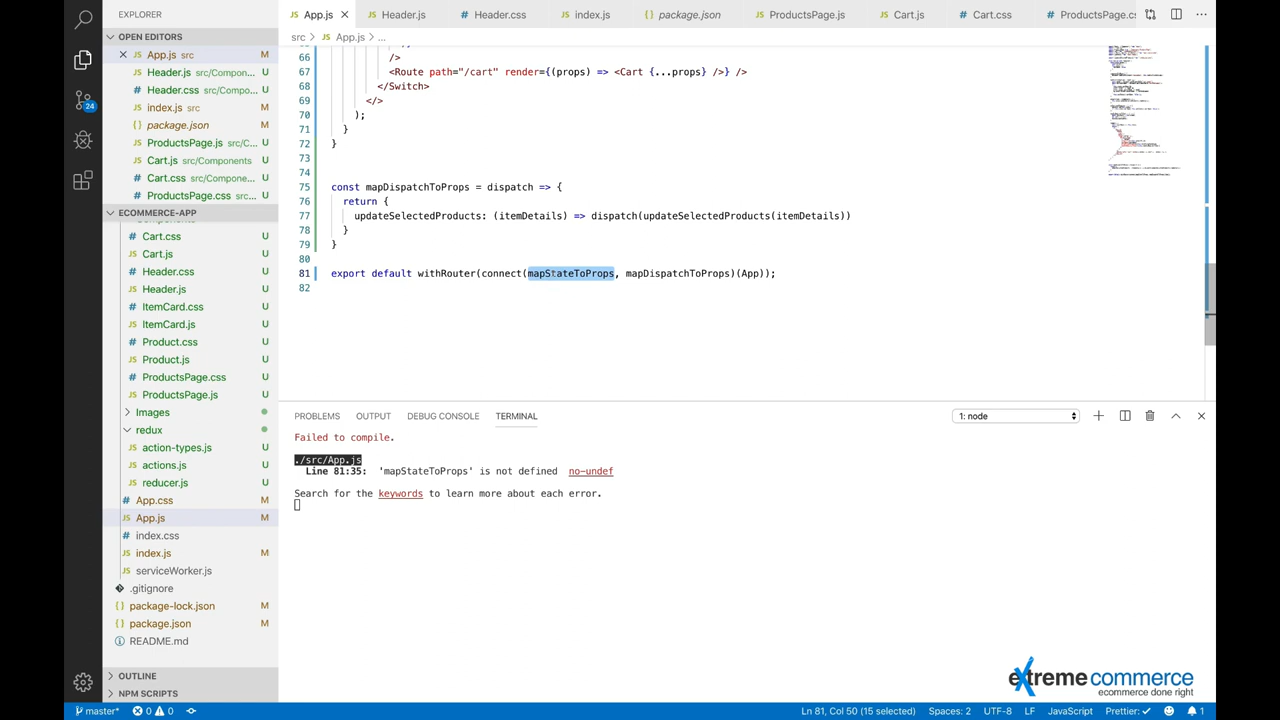 EXPLORER
OPEN EDITORS
App.js src M
Header.js src/Compon... U
Header.css src/Compo... U
index.js src M
package.json M
ProductsPage.js src/C... U
Cart.js src/Components U
Cart.css src/Compone... U
ProductsPage.css src... U
ECOMMERCE-APP
Cart.css U
Cart.js U
Header.css U
Header.js U
ItemCard.css U
ItemCard.js U
Product.css U
Product.js U
ProductsPage.css U
ProductsPage.js U
Images
redux
action-types.js U
actions.js U
reducer.js U
App.css M
App.js M
index.css
index.js M
serviceWorker.js
.gitignore
package-lock.json M
package.json M
README.md
OUTLINE
NPM SCRIPTS
24
App.js Header.js Header.css index.js package.json ProductsPage.js Cart.js Cart.css ProductsPage.cs
src App.js ...
66 />
67 <Route path="/cart" render={(props) => <Cart {...props} />} />
68 </Switch>
69 </>
70 );
71 }
72 }
73
74
75 const mapDispatchToProps = dispatch => {
76 return {
77 updateSelectedProducts: (itemDetails) => dispatch(updateSelectedProducts(itemDetails))
78 }
79 }
80
81 export default withRouter(connect(mapStateToProps, mapDispatchToProps)(App));
82
PROBLEMS OUTPUT DEBUG CONSOLE TERMINAL 1: node
Failed to compile.
./src/App.js
Line 81:35: 'mapStateToProps' is not defined no-undef
Search for the keywords to learn more about each error.
extreme commerce
ecommerce done right
master* 0 0 Ln 81, Col 50 (15 selected) Spaces: 2 UTF-8 LF JavaScript Prettier: ✓ 1